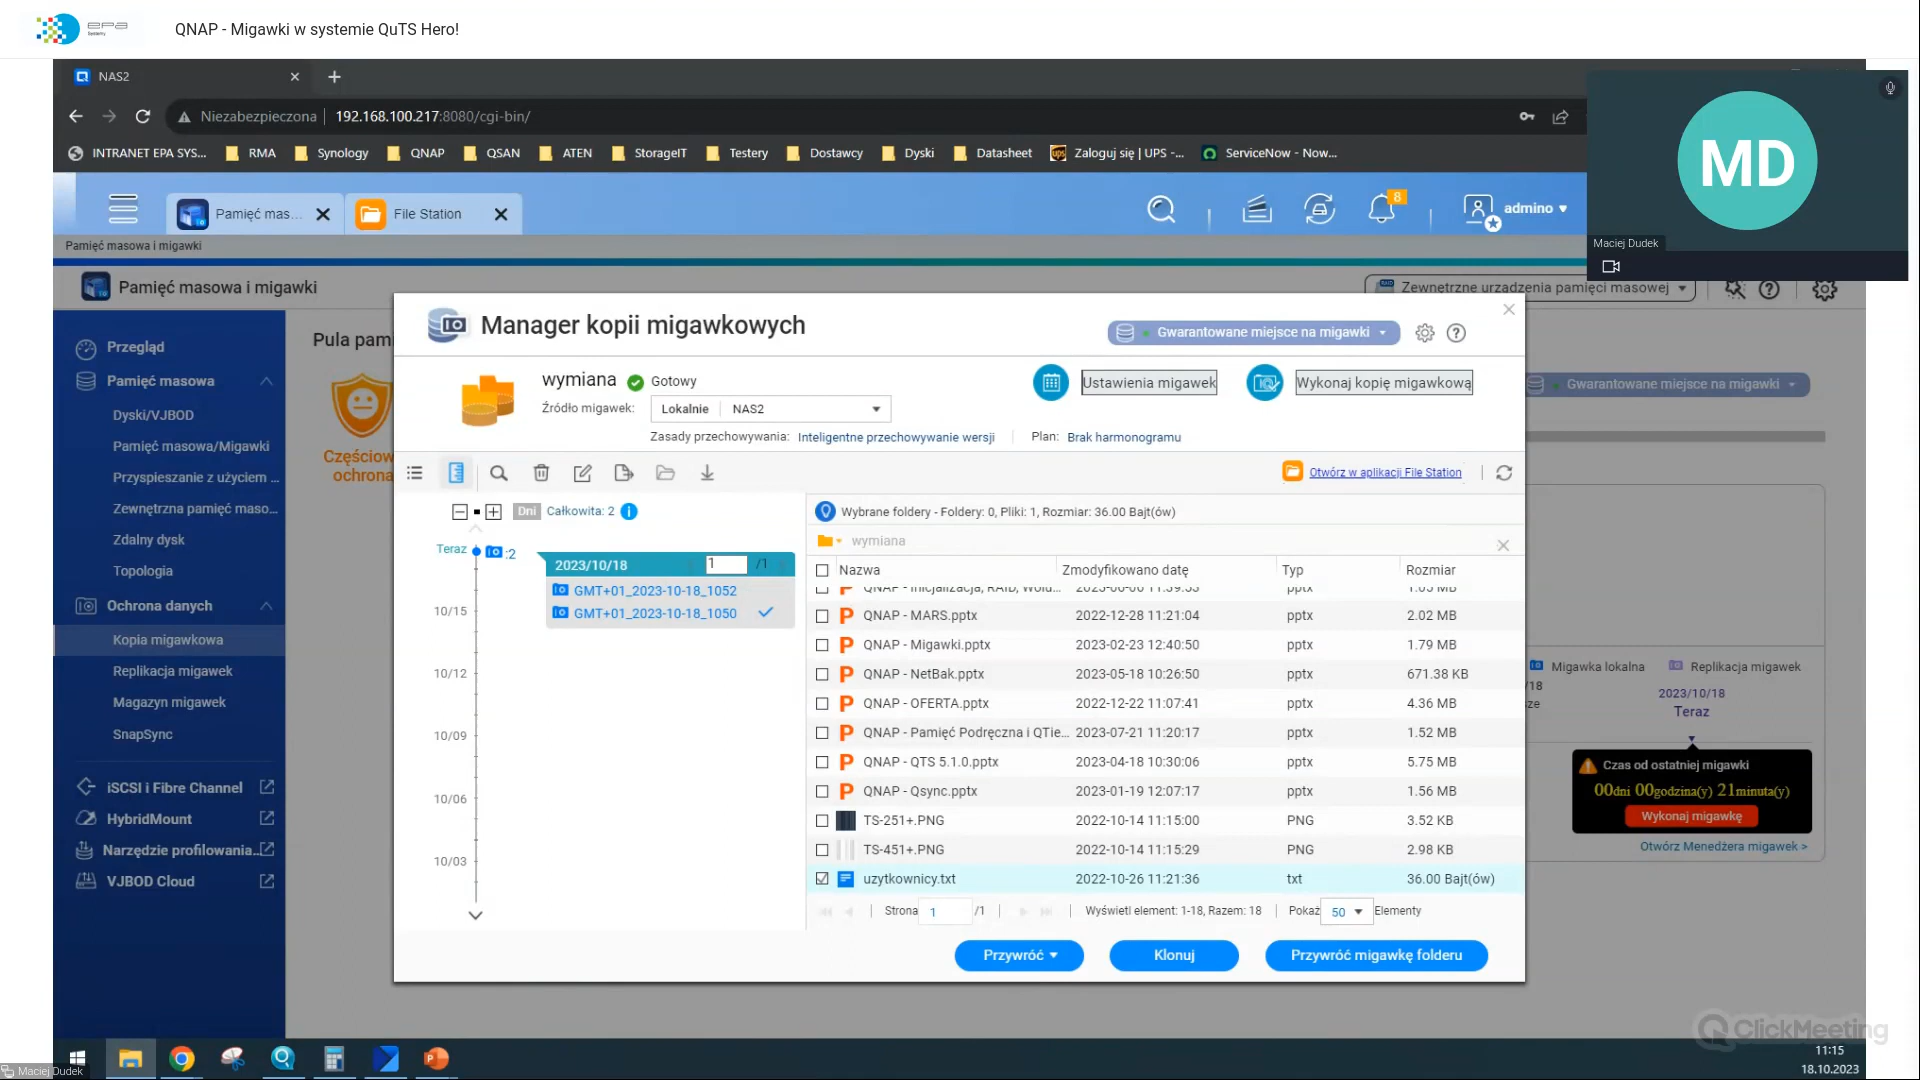 epa
Systemy
QNAP - Migawki w systemie QuTS Hero!
NAS2
Niezabezpieczona
192.168.100.217:8080/cgi-bin/
INTRANET EPA SYS...
RMA
Synology
QNAP
QSAN
ATEN
StorageIT
Testery
Dostawcy
Dyski
Datasheet
Zaloguj się | UPS -...
ServiceNow - Now...
MD
Maciej Dudek
Pamięć mas...
File Station
8
admino
Pamięć masowa i migawki
Pamięć masowa i migawki
Zewnętrzne urządzenia pamięci masowej
Przegląd
Pamięć masowa
Dyski/VJBOD
Pamięć masowa/Migawki
Przyspieszanie z użyciem ...
Zewnętrzna pamięć maso...
Zdalny dysk
Topologia
Ochrona danych
Kopia migawkowa
Replikacja migawek
Magazyn migawek
SnapSync
iSCSI i Fibre Channel
HybridMount
Narzędzie profilowania...
VJBOD Cloud
Pula pam
Częściow
ochrona
Manager kopii migawkowych
Gwarantowane miejsce na migawki
wymiana
Gotowy
Źródło migawek:
Lokalnie
NAS2
Zasady przechowywania:
Inteligentne przechowywanie wersji
Plan:
Brak harmonogramu
Ustawienia migawek
Wykonaj kopię migawkową
Otwórz w aplikacji File Station
Dni
Całkowita: 2
Teraz
:2
10/15
10/12
10/09
10/06
10/03
2023/10/18
1
/1
GMT+01_2023-10-18_1052
GMT+01_2023-10-18_1050
Wybrane foldery - Foldery: 0, Pliki: 1, Rozmiar: 36.00 Bajt(ów)
wymiana
Nazwa Zmodyfikowano datę Typ Rozmiar
QNAP - MARS.pptx 2022-12-28 11:21:04 pptx 2.02 MB
QNAP - Migawki.pptx 2023-02-23 12:40:50 pptx 1.79 MB
QNAP - NetBak.pptx 2023-05-18 10:26:50 pptx 671.38 KB
QNAP - OFERTA.pptx 2022-12-22 11:07:41 pptx 4.36 MB
QNAP - Pamięć Podręczna i QTie... 2023-07-21 11:20:17 pptx 1.52 MB
QNAP - QTS 5.1.0.pptx 2023-04-18 10:30:06 pptx 5.75 MB
QNAP - Qsync.pptx 2023-01-19 12:07:17 pptx 1.56 MB
TS-251+.PNG 2022-10-14 11:15:00 PNG 3.52 KB
TS-451+.PNG 2022-10-14 11:15:29 PNG 2.98 KB
uzytkownicy.txt 2022-10-26 11:21:36 txt 36.00 Bajt(ów)
Strona 1 /1
Wyświetl element: 1-18, Razem: 18
Pokaż 50 Elementy
Przywróć
Klonuj
Przywróć migawkę folderu
Gwarantowane miejsce na migawki
Migawka lokalna
Replikacja migawek
/18
2023/10/18
Teraz
Czas od ostatniej migawki
00dni 00godzina(y) 21minuta(y)
Wykonaj migawkę
Otwórz Menedżera migawek >
ClickMeeting
11:15
18.10.2023
Maciej Dudek